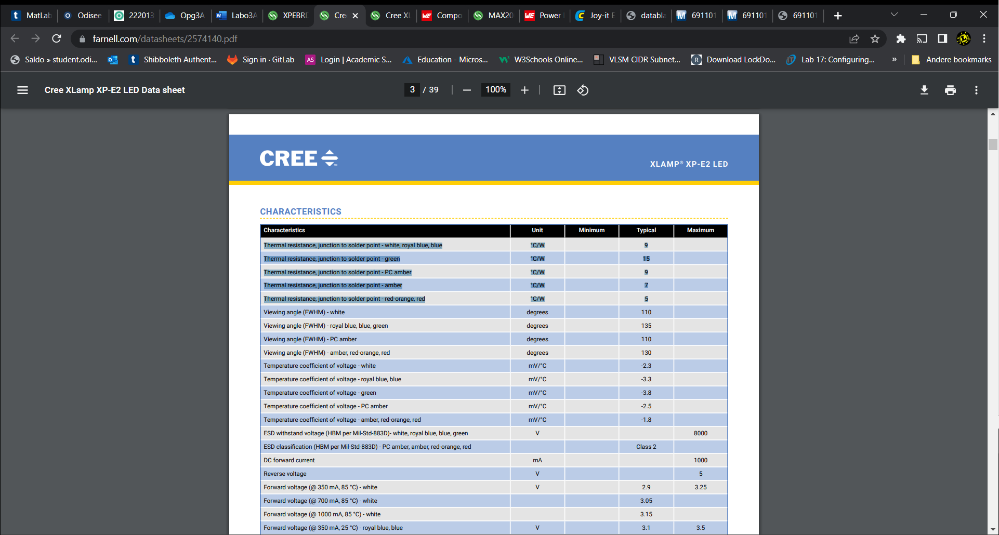 MatLab
Odisee
222013
Opg3A
Labo3A
XPEBRD
Cre
Cree XL
WE Compo
MAX20
WE Power
Joy-it E
databla
691101
691101
691101
farnell.com/datasheets/2574140.pdf
Saldo » student.odi...
Shibboleth Authent...
Sign in · GitLab
AS Login | Academic S...
Education - Micros...
W3Schools Online...
VLSM CIDR Subnet...
Download LockDo...
Lab 17: Configuring...
»
Andere bookmarks
Cree XLamp XP-E2 LED Data sheet
3 / 39
100%
CREE
XLAMP® XP-E2 LED
CHARACTERISTICS
Characteristics Unit Minimum Typical Maximum
Thermal resistance, junction to solder point - white, royal blue, blue °C/W 9
Thermal resistance, junction to solder point - green °C/W 15
Thermal resistance, junction to solder point - PC amber °C/W 9
Thermal resistance, junction to solder point - amber °C/W 7
Thermal resistance, junction to solder point - red-orange, red °C/W 5
Viewing angle (FWHM) - white degrees 110
Viewing angle (FWHM) - royal blue, blue, green degrees 135
Viewing angle (FWHM) - PC amber degrees 110
Viewing angle (FWHM) - amber, red-orange, red degrees 130
Temperature coefficient of voltage - white mV/°C -2.3
Temperature coefficient of voltage - royal blue, blue mV/°C -3.3
Temperature coefficient of voltage - green mV/°C -3.8
Temperature coefficient of voltage - PC amber mV/°C -2.5
Temperature coefficient of voltage - amber, red-orange, red mV/°C -1.8
ESD withstand voltage (HBM per Mil-Std-883D)- white, royal blue, blue, green V 8000
ESD classification (HBM per Mil-Std-883D) - PC amber, amber, red-orange, red Class 2
DC forward current mA 1000
Reverse voltage V 5
Forward voltage (@ 350 mA, 85 °C) - white V 2.9 3.25
Forward voltage (@ 700 mA, 85 °C) - white 3.05
Forward voltage (@ 1000 mA, 85 °C) - white 3.15
Forward voltage (@ 350 mA, 25 °C) - royal blue, blue V 3.1 3.5